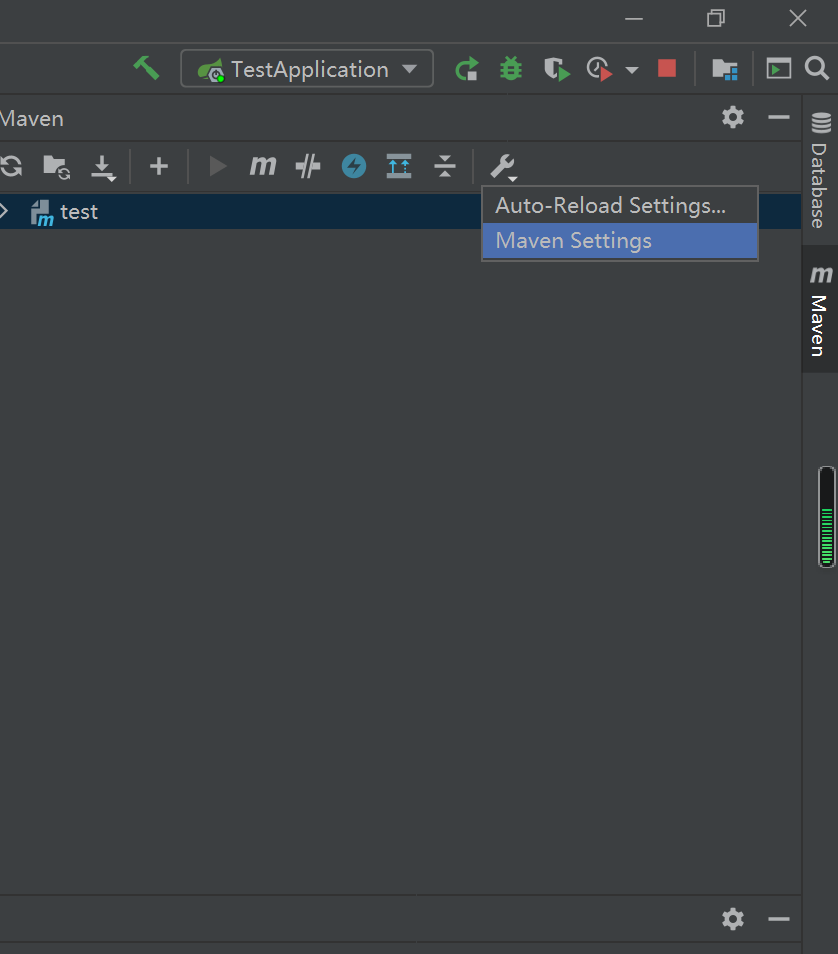 TestApplication
Maven
Database
test
Auto-Reload Settings...
Maven Settings
Maven